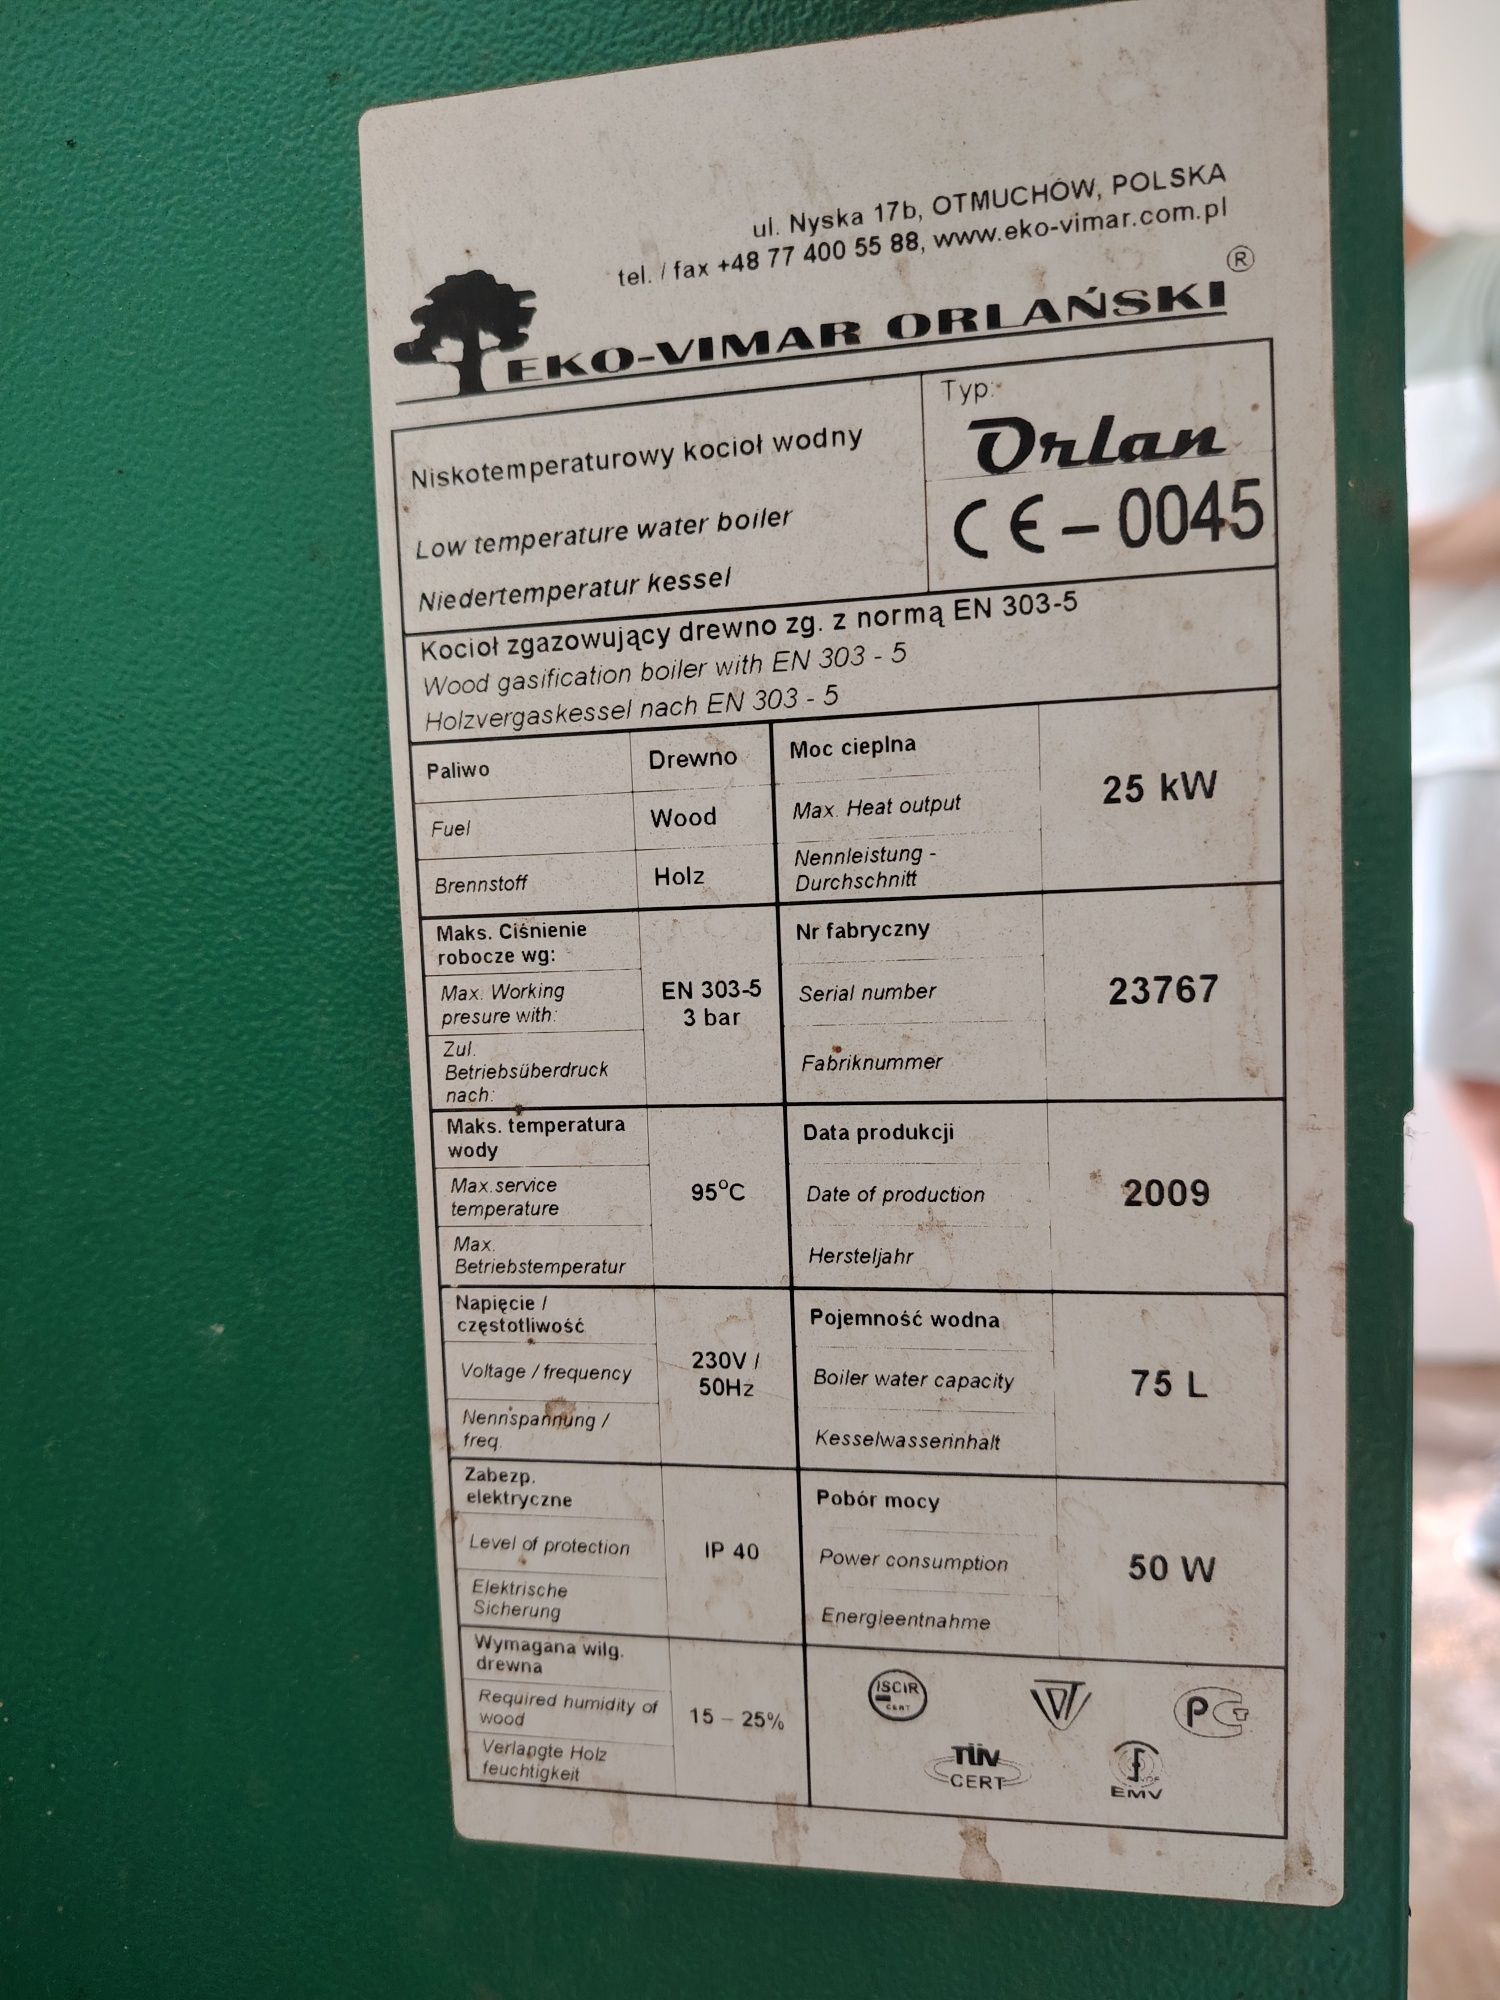 ul. Nyska 17b, OTMUCHÓW, POLSKA
tel. / fax +48 77 400 55 88, www.eko-vimar.com.pl
EKO-VIMAR ORLAŃSKI ®
Niskotemperaturowy kocioł wodny
Low temperature water boiler
Niedertemperatur kessel
Typ:
Orlan
CE – 0045
Kocioł zgazowujący drewno zg. z normą EN 303-5
Wood gasification boiler with EN 303 - 5
Holzvergaskessel nach EN 303 - 5
Paliwo
Drewno
Fuel
Wood
Brennstoff
Holz
Moc cieplna
Max. Heat output
Nennleistung -
Durchschnitt
25 kW
Maks. Ciśnienie
robocze wg:
Max. Working
presure with:
Zul.
Betriebsüberdruck
nach:
EN 303-5
3 bar
Nr fabryczny
Serial number
Fabriknummer
23767
Maks. temperatura
wody
Max.service
temperature
Max.
Betriebstemperatur
95°C
Data produkcji
Date of production
Hersteljahr
2009
Napięcie /
częstotliwość
Voltage / frequency
Nennspannung /
freq.
230V /
50Hz
Pojemność wodna
Boiler water capacity
Kesselwasserinhalt
75 L
Zabezp.
elektryczne
Level of protection
Elektrische
Sicherung
IP 40
Pobór mocy
Power consumption
Energieentnahme
50 W
Wymagana wilg.
drewna
Required humidity of
wood
Verlangte Holz
feuchtigkeit
15 – 25%
ISCIR
CERT
TÜV
CERT
EMV